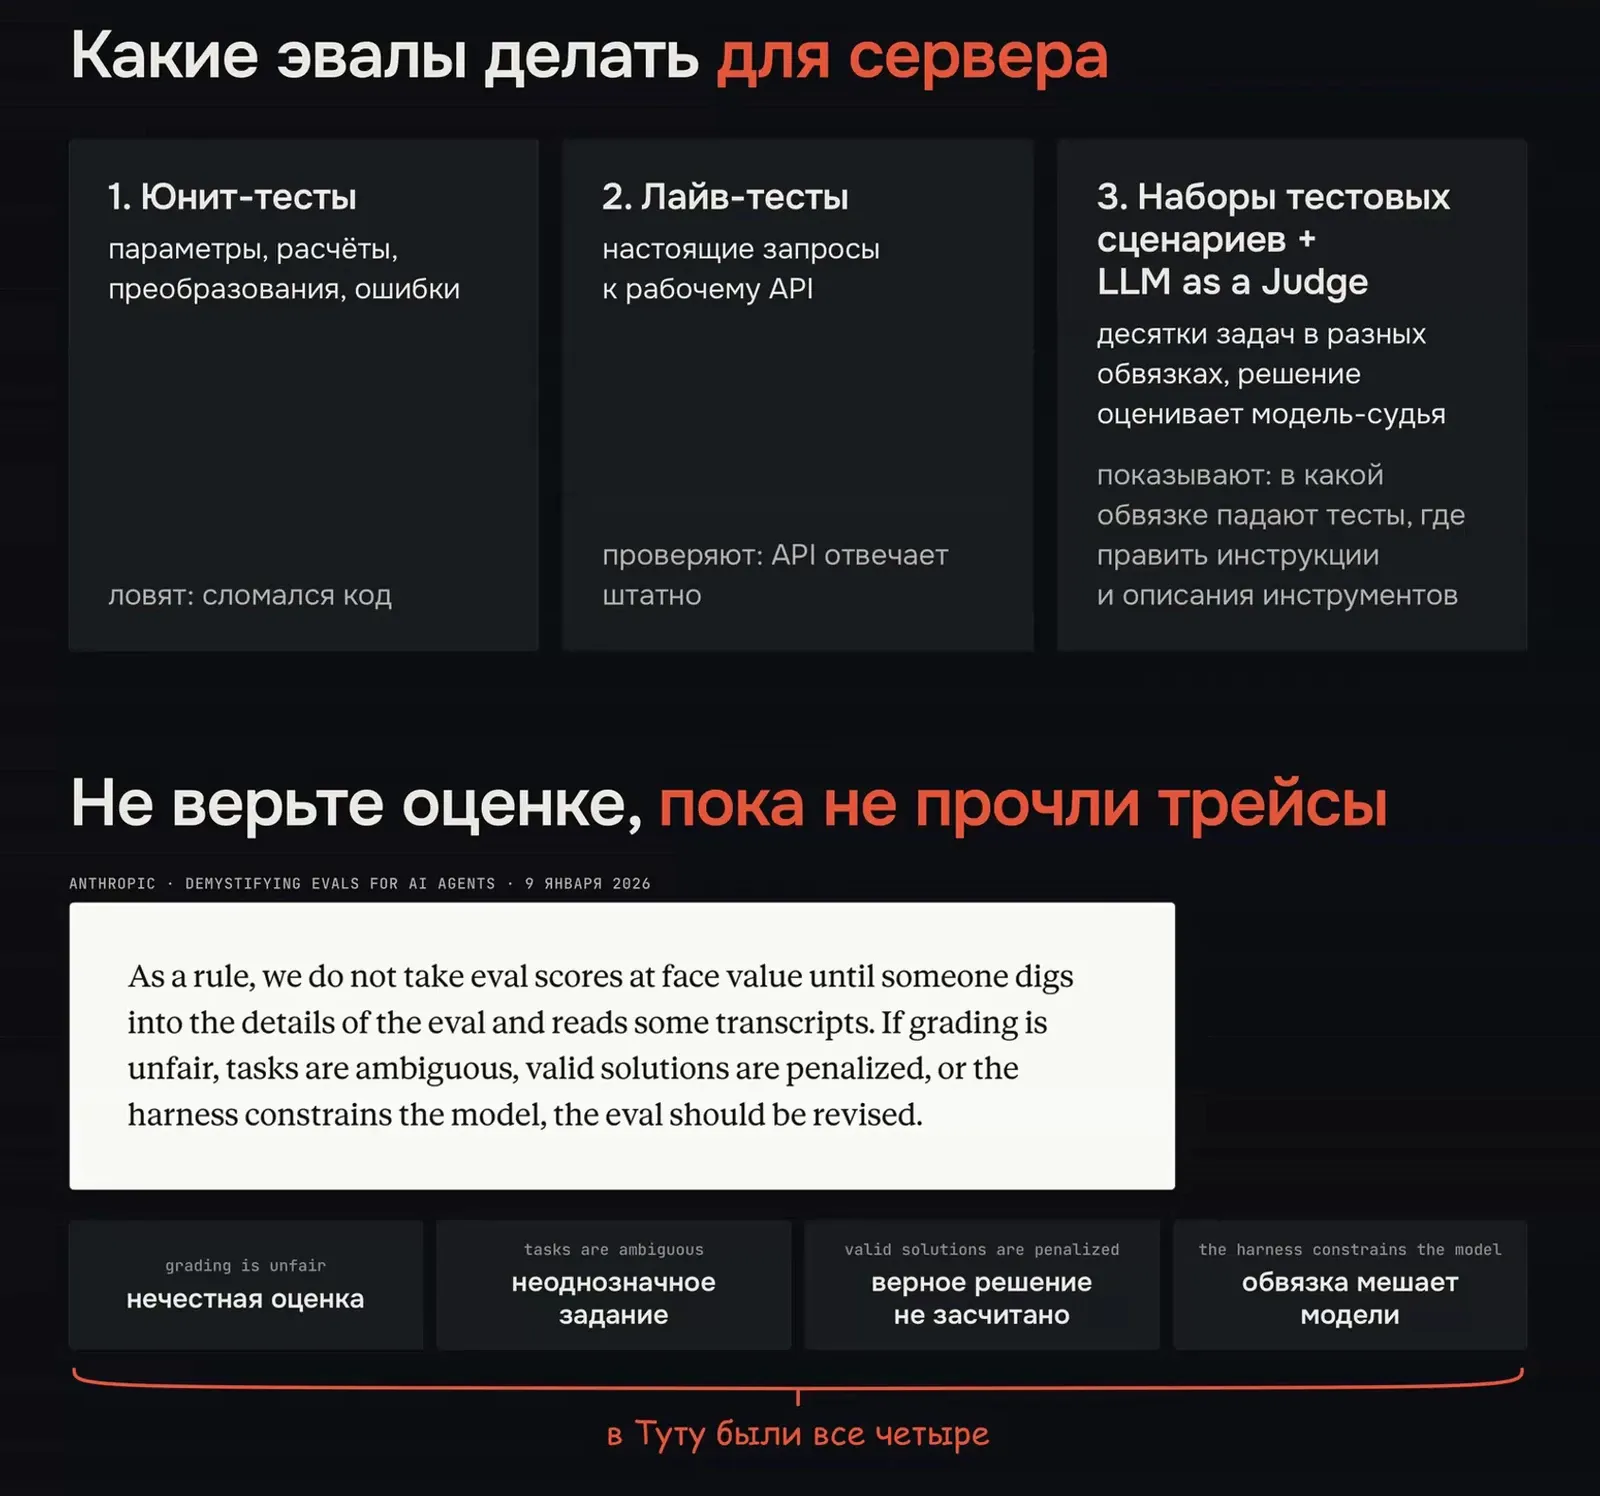 Какие эвалы делать для сервера
1. Юнит-тесты
параметры, расчёты,
преобразования, ошибки
ловят: сломался код
2. Лайв-тесты
настоящие запросы
к рабочему API
проверяют: API отвечает
штатно
3. Наборы тестовых
сценариев +
LLM as a Judge
десятки задач в разных
обвязках, решение
оценивает модель-судья
показывают: в какой
обвязке падают тесты, где
править инструкции
и описания инструментов
Не верьте оценке, пока не прочли трейсы
ANTHROPIC · DEMYSTIFYING EVALS FOR AI AGENTS · 9 ЯНВАРЯ 2026
As a rule, we do not take eval scores at face value until someone digs
into the details of the eval and reads some transcripts. If grading is
unfair, tasks are ambiguous, valid solutions are penalized, or the
harness constrains the model, the eval should be revised.
grading is unfair
нечестная оценка
tasks are ambiguous
неоднозначное
задание
valid solutions are penalized
верное решение
не засчитано
the harness constrains the model
обвязка мешает
модели
в Туту были все четыре